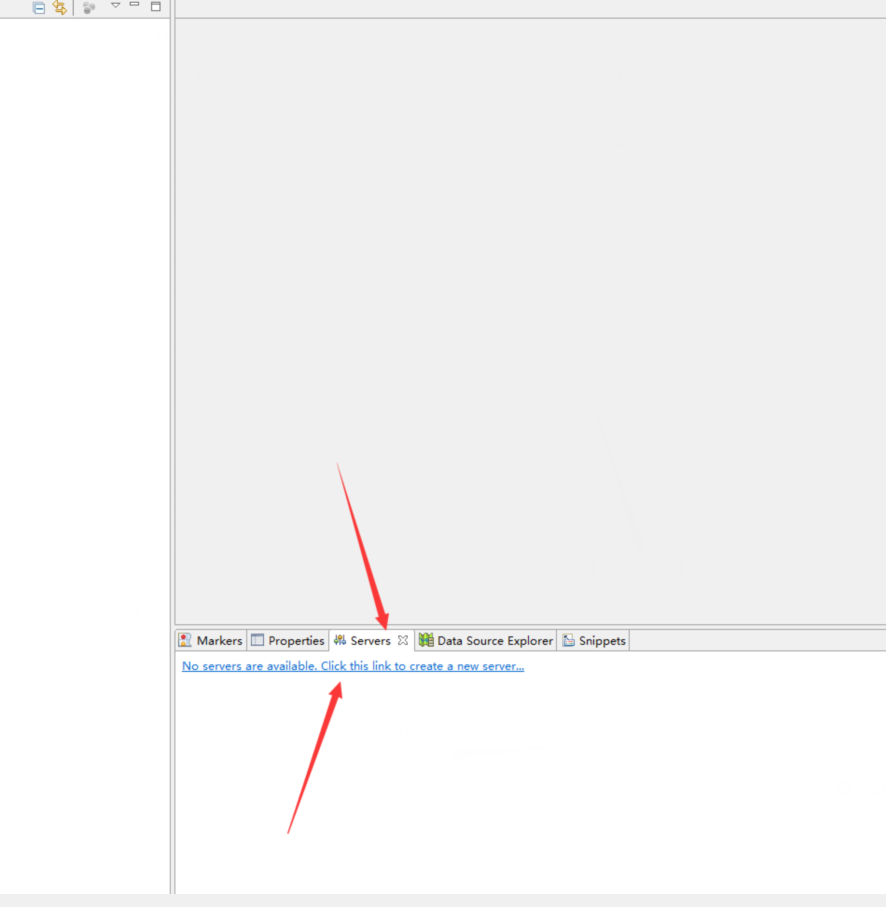 Markers Properties Servers Data Source Explorer Snippets
No servers are available. Click this link to create a new server...